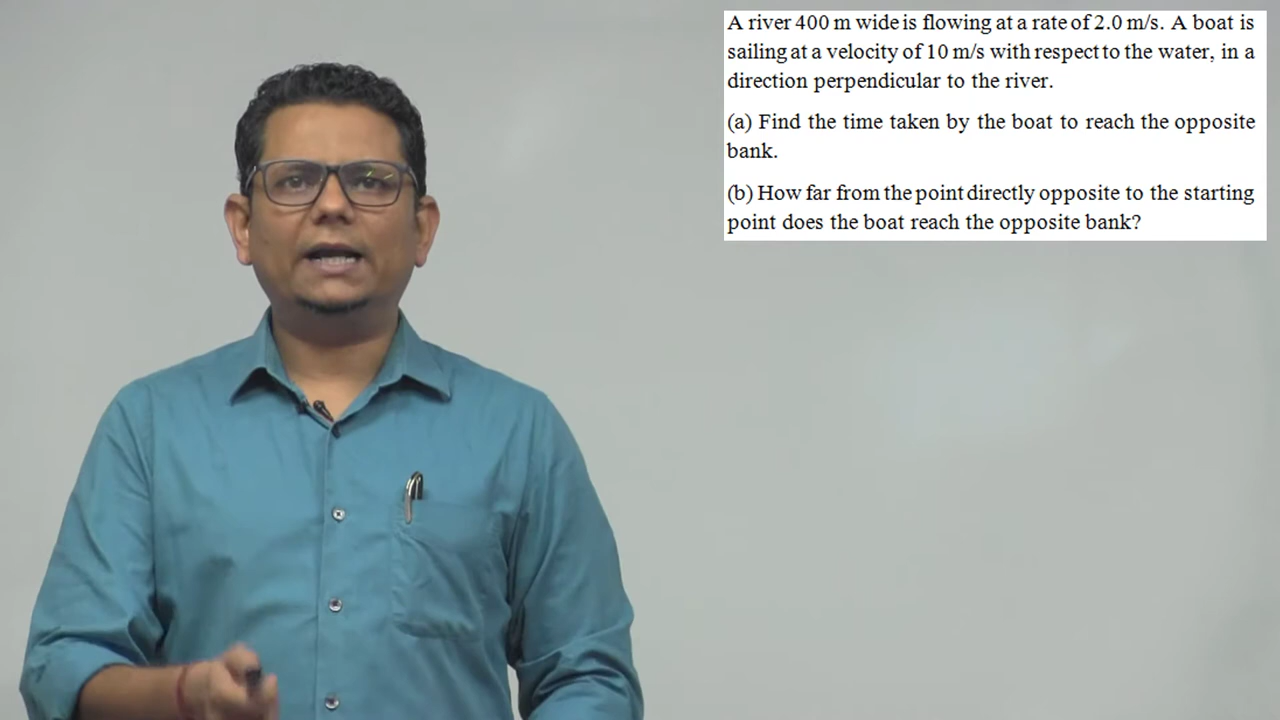 A river 400 m wide is flowing at a rate of 2.0 m/s. A boat is
sailing at a velocity of 10 m/s with respect to the water, in a
direction perpendicular to the river.
(a) Find the time taken by the boat to reach the opposite
bank.
(b) How far from the point directly opposite to the starting
point does the boat reach the opposite bank?